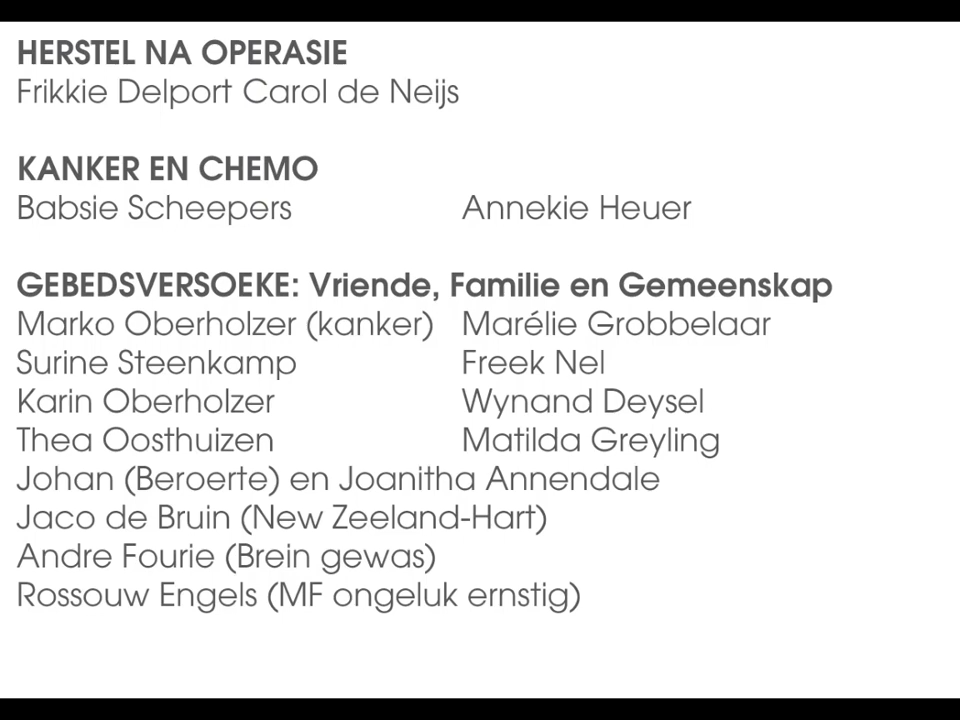 HERSTEL NA OPERASIE
Frikkie Delport Carol de Neijs
KANKER EN CHEMO
Babsie Scheepers Annekie Heuer
GEBEDSVERSOEKE: Vriende, Familie en Gemeenskap
Marko Oberholzer (kanker) Marélie Grobbelaar
Surine Steenkamp Freek Nel
Karin Oberholzer Wynand Deysel
Thea Oosthuizen Matilda Greyling
Johan (Beroerte) en Joanitha Annendale
Jaco de Bruin (New Zeeland-Hart)
Andre Fourie (Brein gewas)
Rossouw Engels (MF ongeluk ernstig)